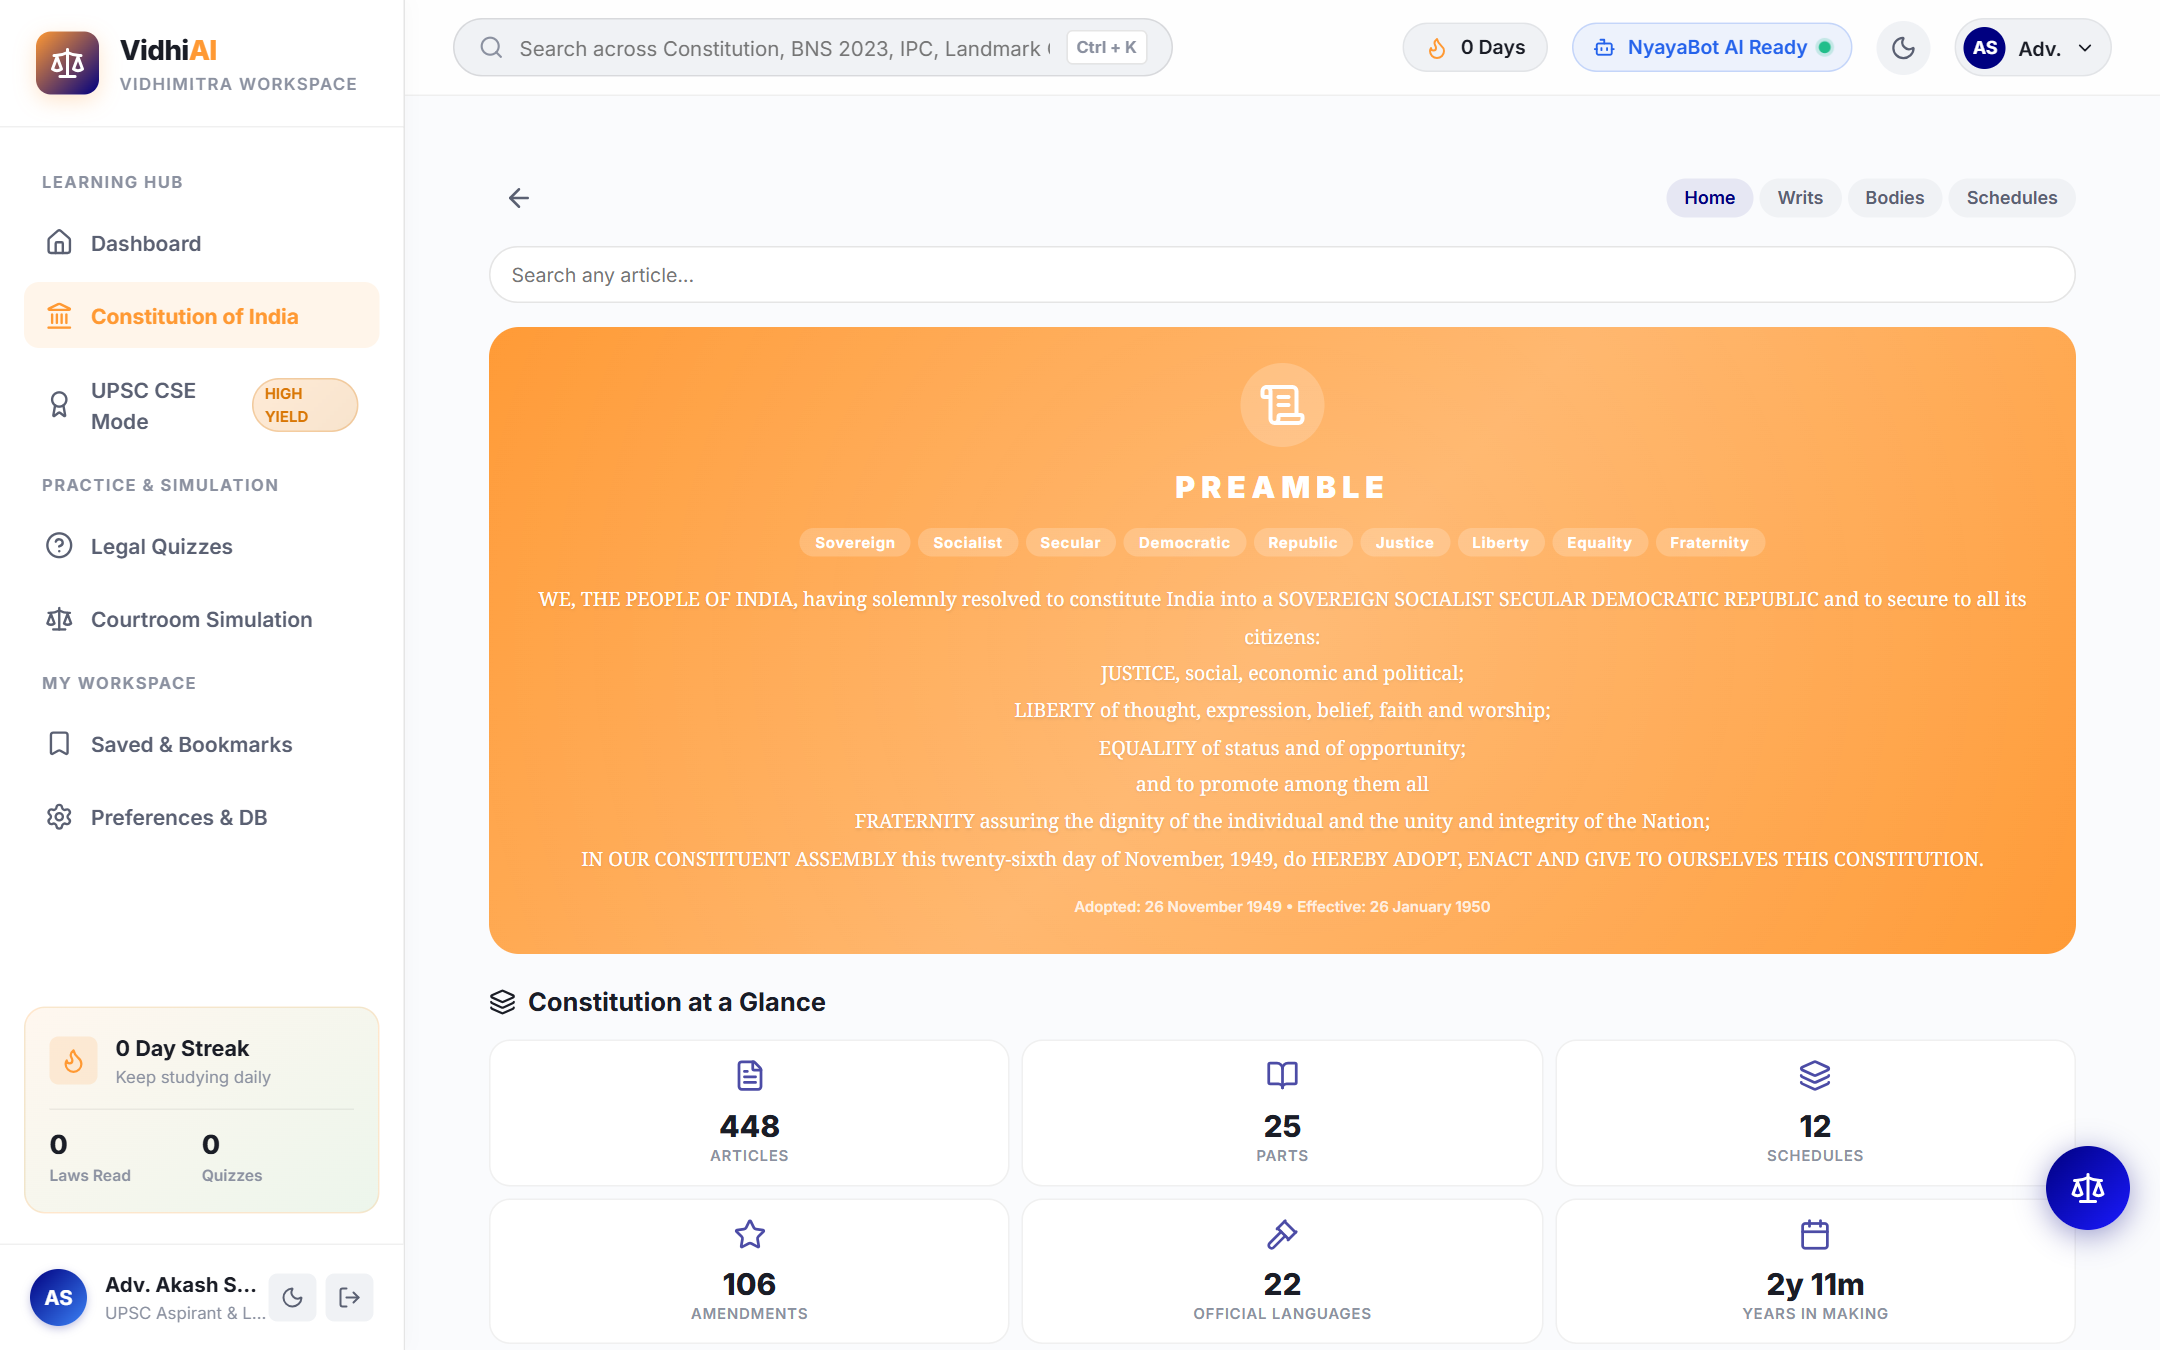 VidhiAI
VIDHIMITRA WORKSPACE
LEARNING HUB
Dashboard
Constitution of India
UPSC CSE
Mode
HIGH
YIELD
PRACTICE & SIMULATION
Legal Quizzes
Courtroom Simulation
MY WORKSPACE
Saved & Bookmarks
Preferences & DB
0 Day Streak
Keep studying daily
0
Laws Read
0
Quizzes
AS
Adv. Akash S...
UPSC Aspirant & L...
Search across Constitution, BNS 2023, IPC, Landmark
Ctrl + K
0 Days
NyayaBot AI Ready
AS
Adv.
Home
Writs
Bodies
Schedules
Search any article...
PREAMBLE
Sovereign
Socialist
Secular
Democratic
Republic
Justice
Liberty
Equality
Fraternity
WE, THE PEOPLE OF INDIA, having solemnly resolved to constitute India into a SOVEREIGN SOCIALIST SECULAR DEMOCRATIC REPUBLIC and to secure to all its
citizens:
JUSTICE, social, economic and political;
LIBERTY of thought, expression, belief, faith and worship;
EQUALITY of status and of opportunity;
and to promote among them all
FRATERNITY assuring the dignity of the individual and the unity and integrity of the Nation;
IN OUR CONSTITUENT ASSEMBLY this twenty-sixth day of November, 1949, do HEREBY ADOPT, ENACT AND GIVE TO OURSELVES THIS CONSTITUTION.
Adopted: 26 November 1949 • Effective: 26 January 1950
Constitution at a Glance
448
ARTICLES
25
PARTS
12
SCHEDULES
106
AMENDMENTS
22
OFFICIAL LANGUAGES
2y 11m
YEARS IN MAKING